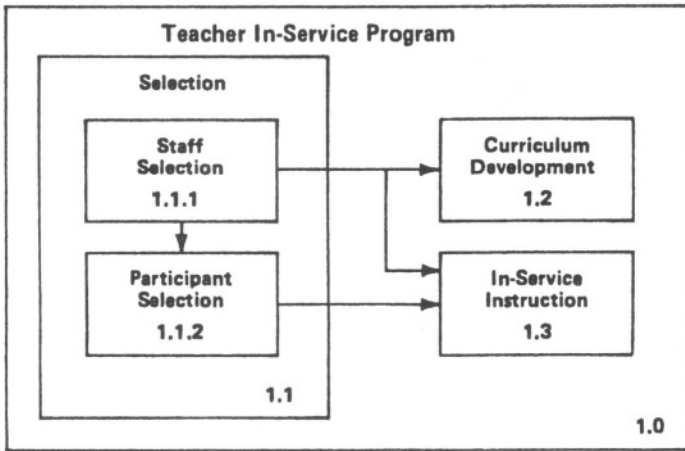 Teacher In-Service Program
Selection
Staff
Selection
1.1.1
Curriculum
Development
1.2
Participant
Selection
1.1.2
In-Service
Instruction
1.3
1.1
1.0